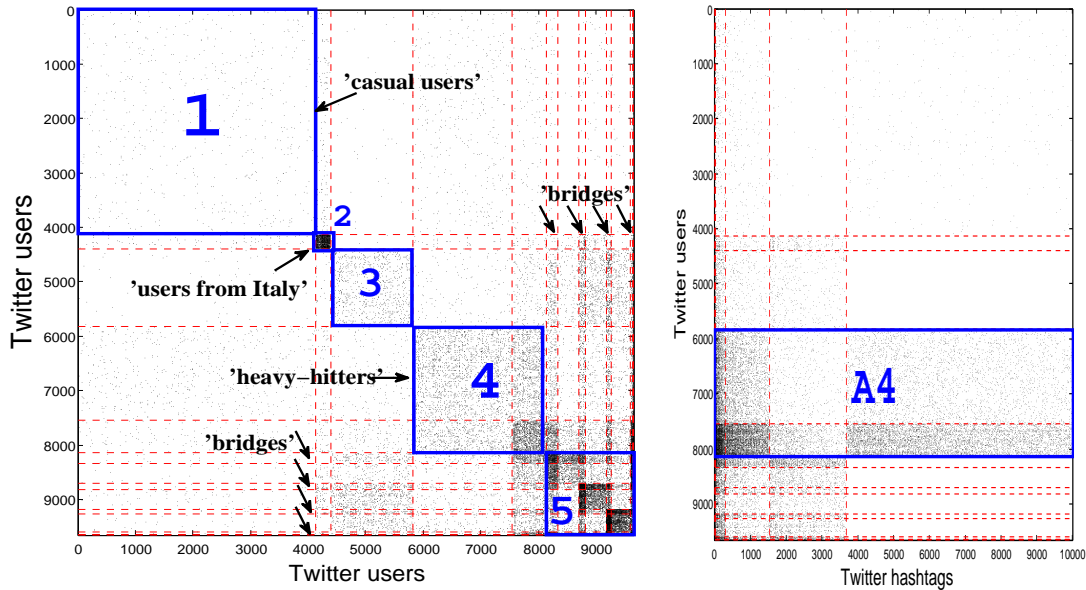 0
1000
2000
3000
4000
5000
6000
7000
8000
9000
Twitter users
1
'casual users'
2
'bridges'
'users from Italy'
3
'heavy−hitters'
4
'bridges'
5
0 1000 2000 3000 4000 5000 6000 7000 8000 9000
Twitter users
0
1000
2000
3000
4000
5000
6000
7000
8000
9000
Twitter users
A4
0 1000 2000 3000 4000 5000 6000 7000 8000 9000 10000
Twitter hashtags